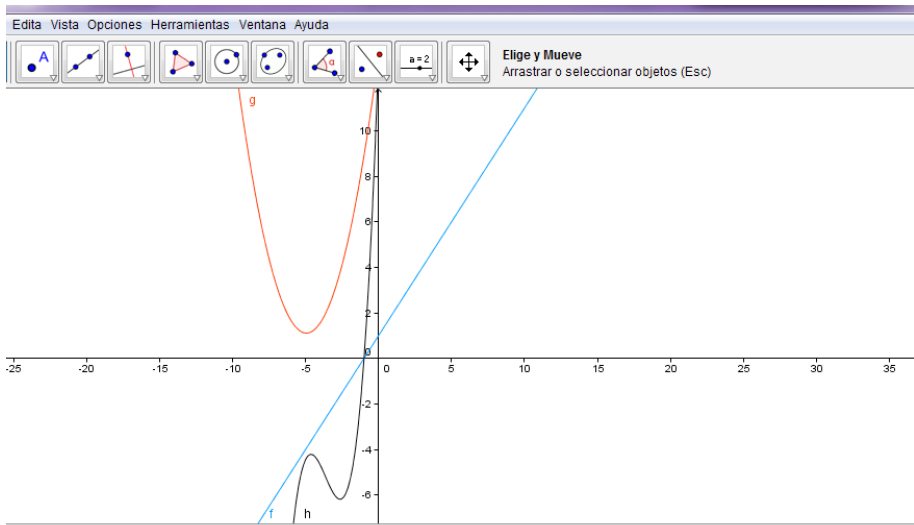 Edita Vista Opciones Herramientas Ventana Ayuda
A
α
a = 2
Elige y Mueve
Arrastrar o seleccionar objetos (Esc)
g
10
8
6
4
2
0
-25 -20 -15 -10 -5 0 5 10 15 20 25 30 35
-2
-4
-6
f h